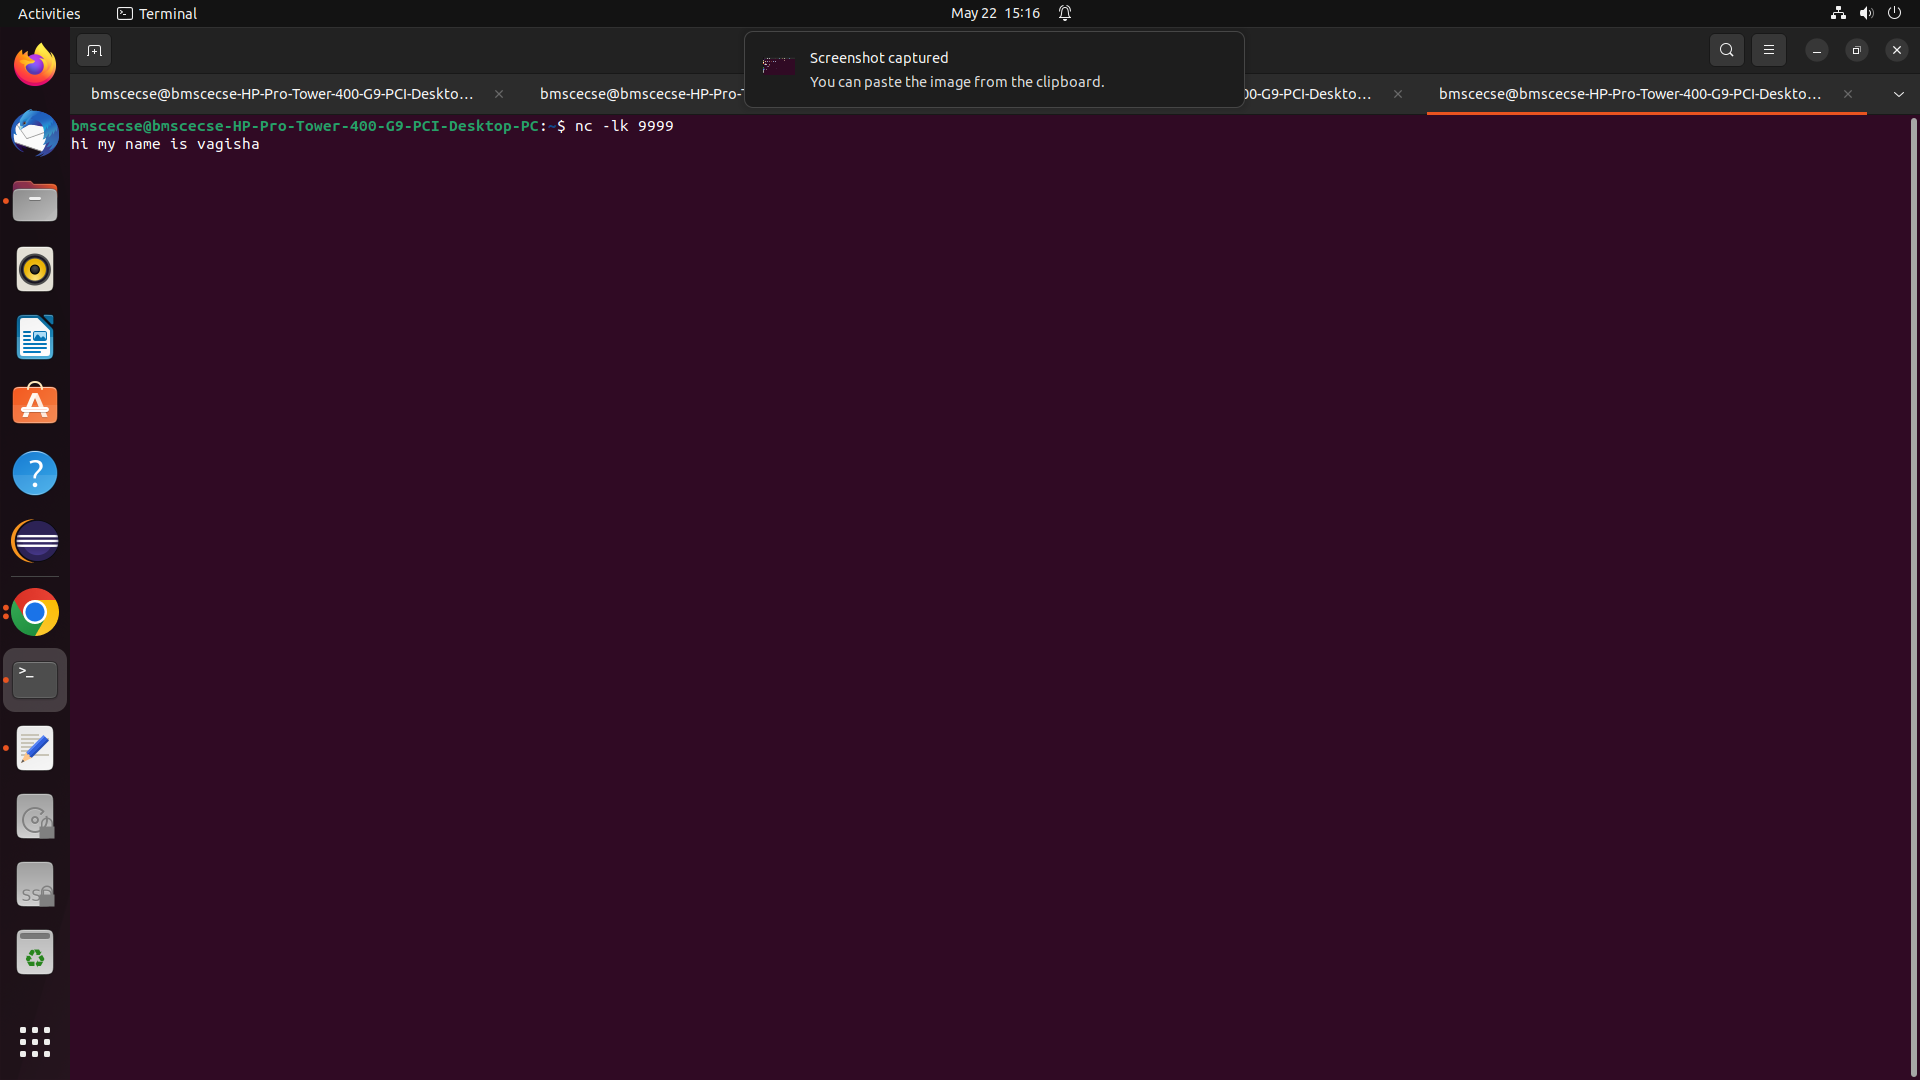 Activities Terminal May 22 15:16
Screenshot captured
You can paste the image from the clipboard.
bmscecse@bmscecse-HP-Pro-Tower-400-G9-PCI-Deskto... bmscecse@bmscecse-HP-Pro-T 00-G9-PCI-Deskto... bmscecse@bmscecse-HP-Pro-Tower-400-G9-PCI-Deskto...
bmscecse@bmscecse-HP-Pro-Tower-400-G9-PCI-Desktop-PC:~$ nc -lk 9999
hi my name is vagisha